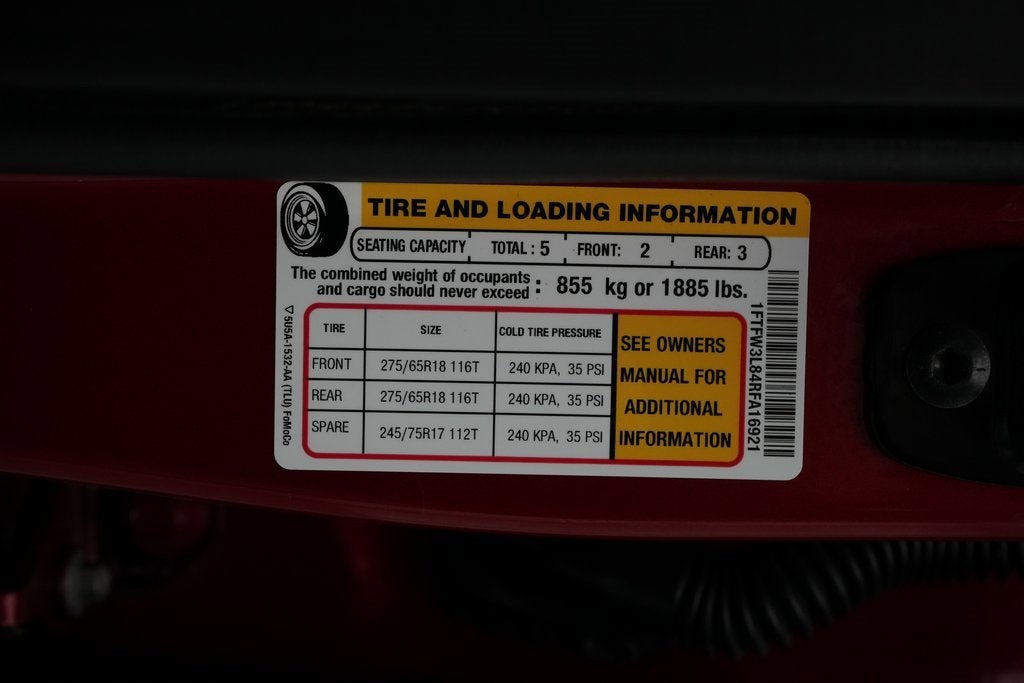 TIRE AND LOADING INFORMATION
SEATING CAPACITY TOTAL: 5 FRONT: 2 REAR: 3
The combined weight of occupants
and cargo should never exceed : 855 kg or 1885 lbs.
TIRE SIZE COLD TIRE PRESSURE
FRONT 275/65R18 116T 240 KPA, 35 PSI
REAR 275/65R18 116T 240 KPA, 35 PSI
SPARE 245/75R17 112T 240 KPA, 35 PSI
SEE OWNERS
MANUAL FOR
ADDITIONAL
INFORMATION
5U5A-1532-AA (TLU) FoMoCo
1FTFW3L84RFA16921